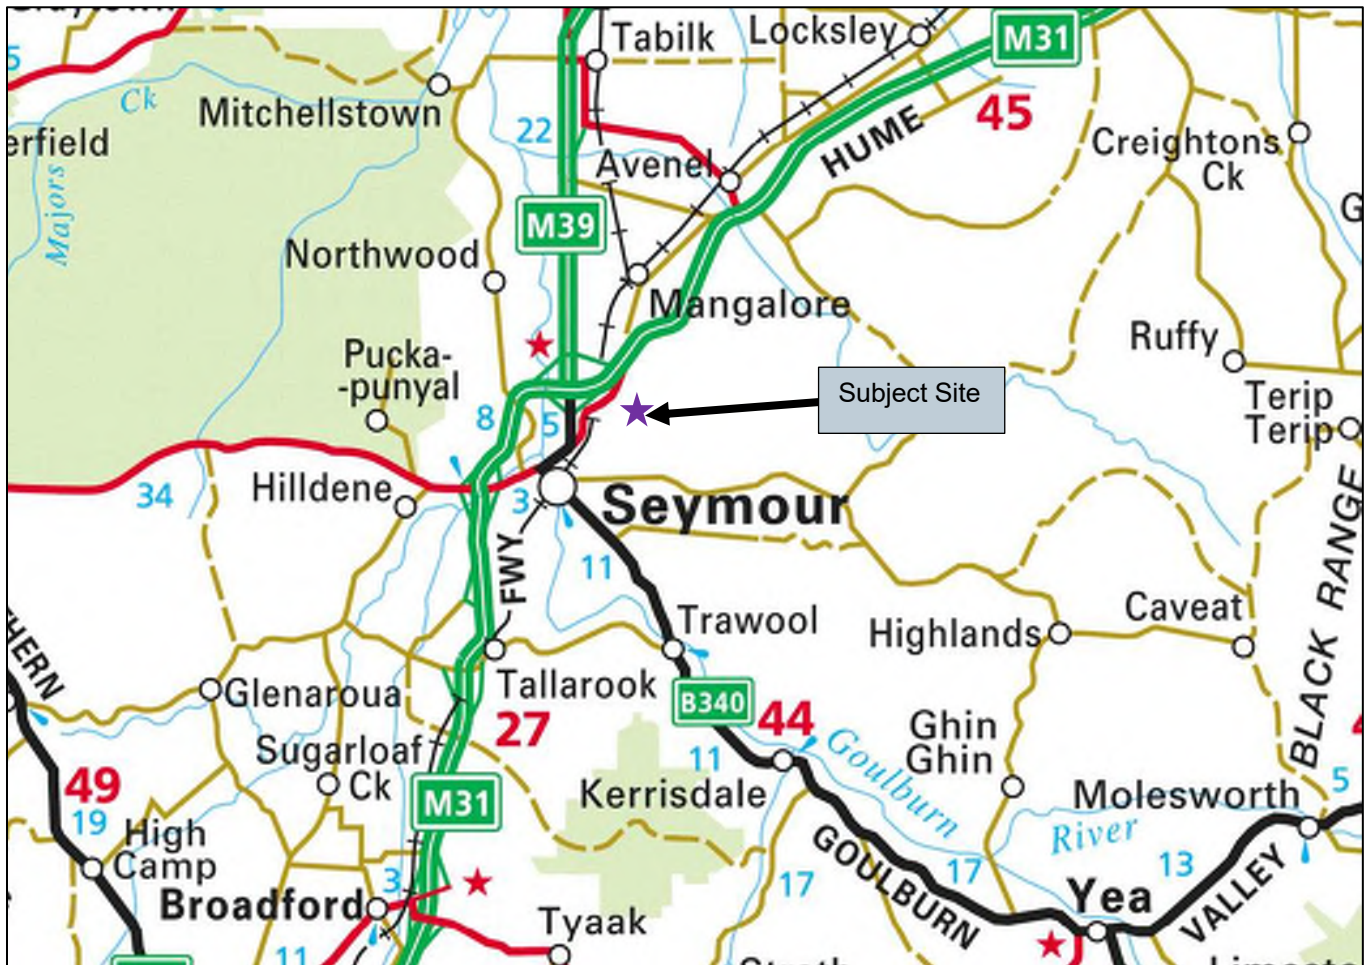 Tabilk
Locksley
M31
5
Ck
Mitchellstown
22
HUME
45
Creightons
Ck
erfield
Majors
Avenel
M39
G
Northwood
Mangalore
Ruffy
Pucka-
-punyal
Subject Site
Terip
Terip
8
5
34
Hilldene
3
Seymour
FWY
11
Trawool
Highlands
Caveat
BLACK RANGE
HERN
Glenaroua
Tallarook
27
B340
44
Sugarloaf
Ck
Ghin
Ghin
11
Goulburn
River
49
19
M31
Kerrisdale
Molesworth
5
High
Camp
GOULBURN
17
17
13
VALLEY
3
Broadford
Yea
Tyaak
11